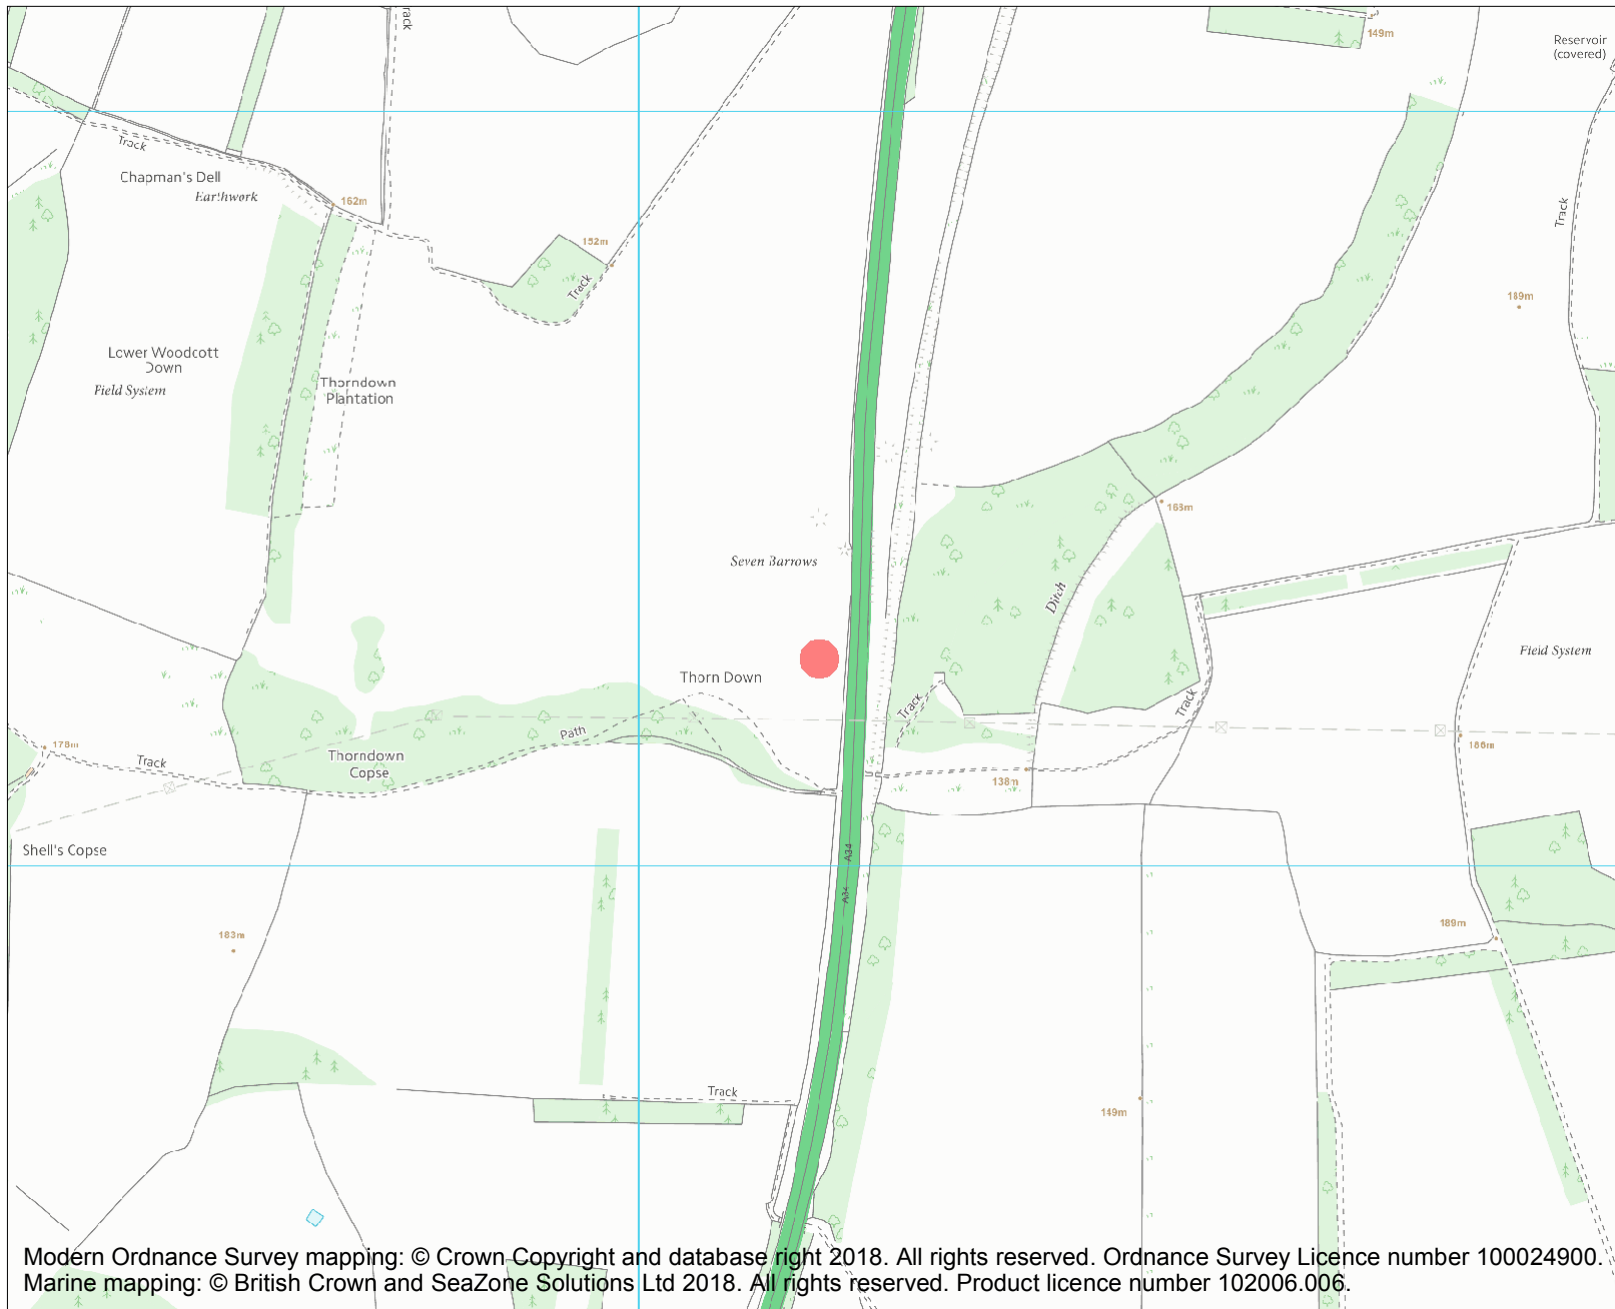 rack
149m
Reservoir
(covered)
Track
Chapman's Dell
Earthwork
162m
152m
Track
Track
189m
Lower Woodcott
Down
Field System
Thorndown
Plantation
168m
Seven Barrows
Ditch
Field System
Thorn Down
Track
Track
Path
178m
Track
Thorndown
Copse
138m
186m
Shell's Copse
A34
A34
183m
189m
Track
149m
Modern Ordnance Survey mapping: © Crown Copyright and database right 2018. All rights reserved. Ordnance Survey Licence number 100024900.
Marine mapping: © British Crown and SeaZone Solutions Ltd 2018. All rights reserved. Product licence number 102006.006.